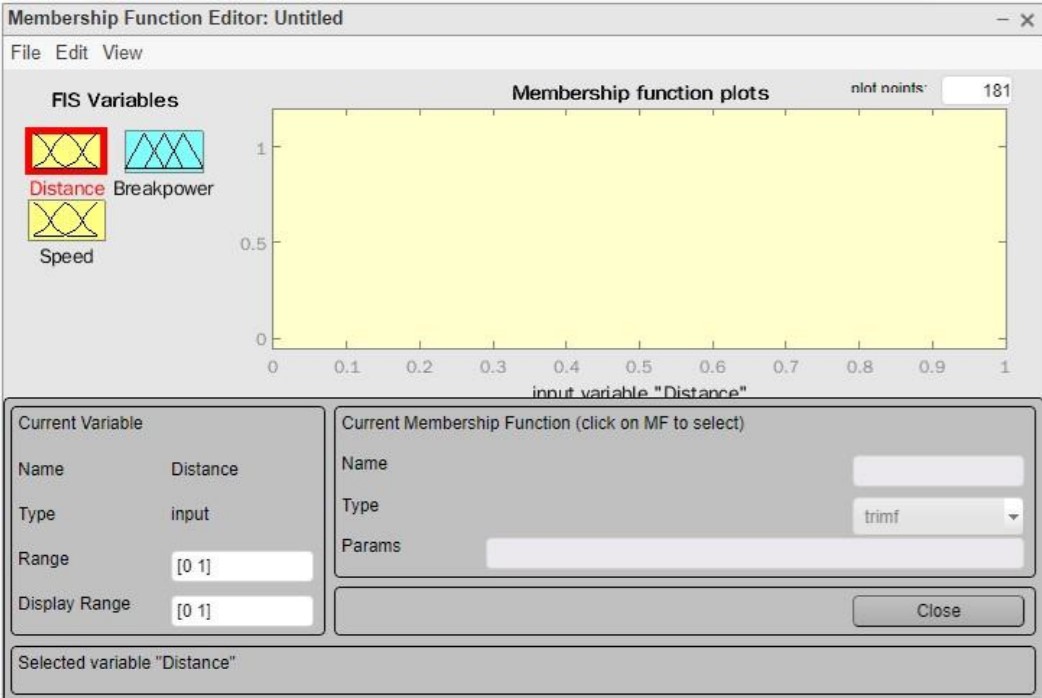 Membership Function Editor: Untitled
File Edit View
FIS Variables
Distance Breakpower
Speed
Membership function plots
plot points: 181
1
0.5
0
0 0.1 0.2 0.3 0.4 0.5 0.6 0.7 0.8 0.9 1
input variable "Distance"
Current Variable
Name Distance
Type input
Range [0 1]
Display Range [0 1]
Current Membership Function (click on MF to select)
Name
Type trimf
Params
Close
Selected variable "Distance"